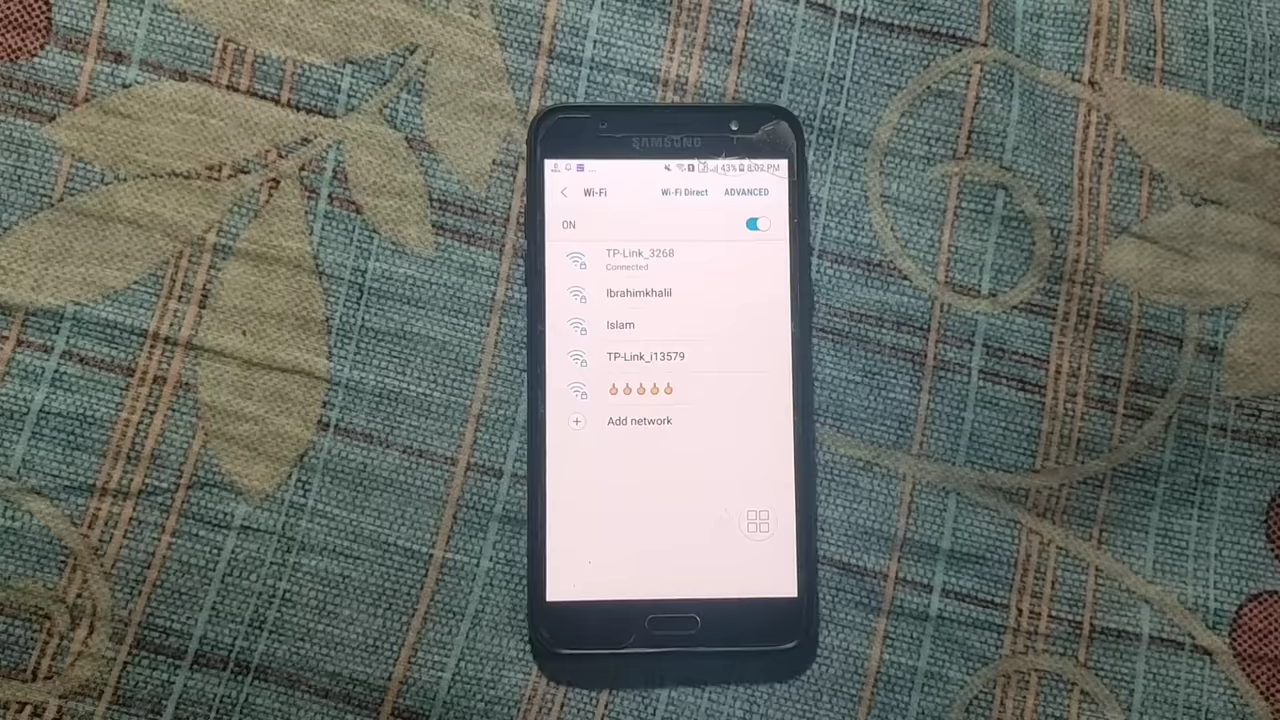 SAMSUNG
43% 8:02 PM
Wi-Fi Wi-Fi Direct ADVANCED
ON
TP-Link_3268
Connected
Ibrahimkhalil
Islam
TP-Link_i13579
🖕🖕🖕🖕🖕
Add network